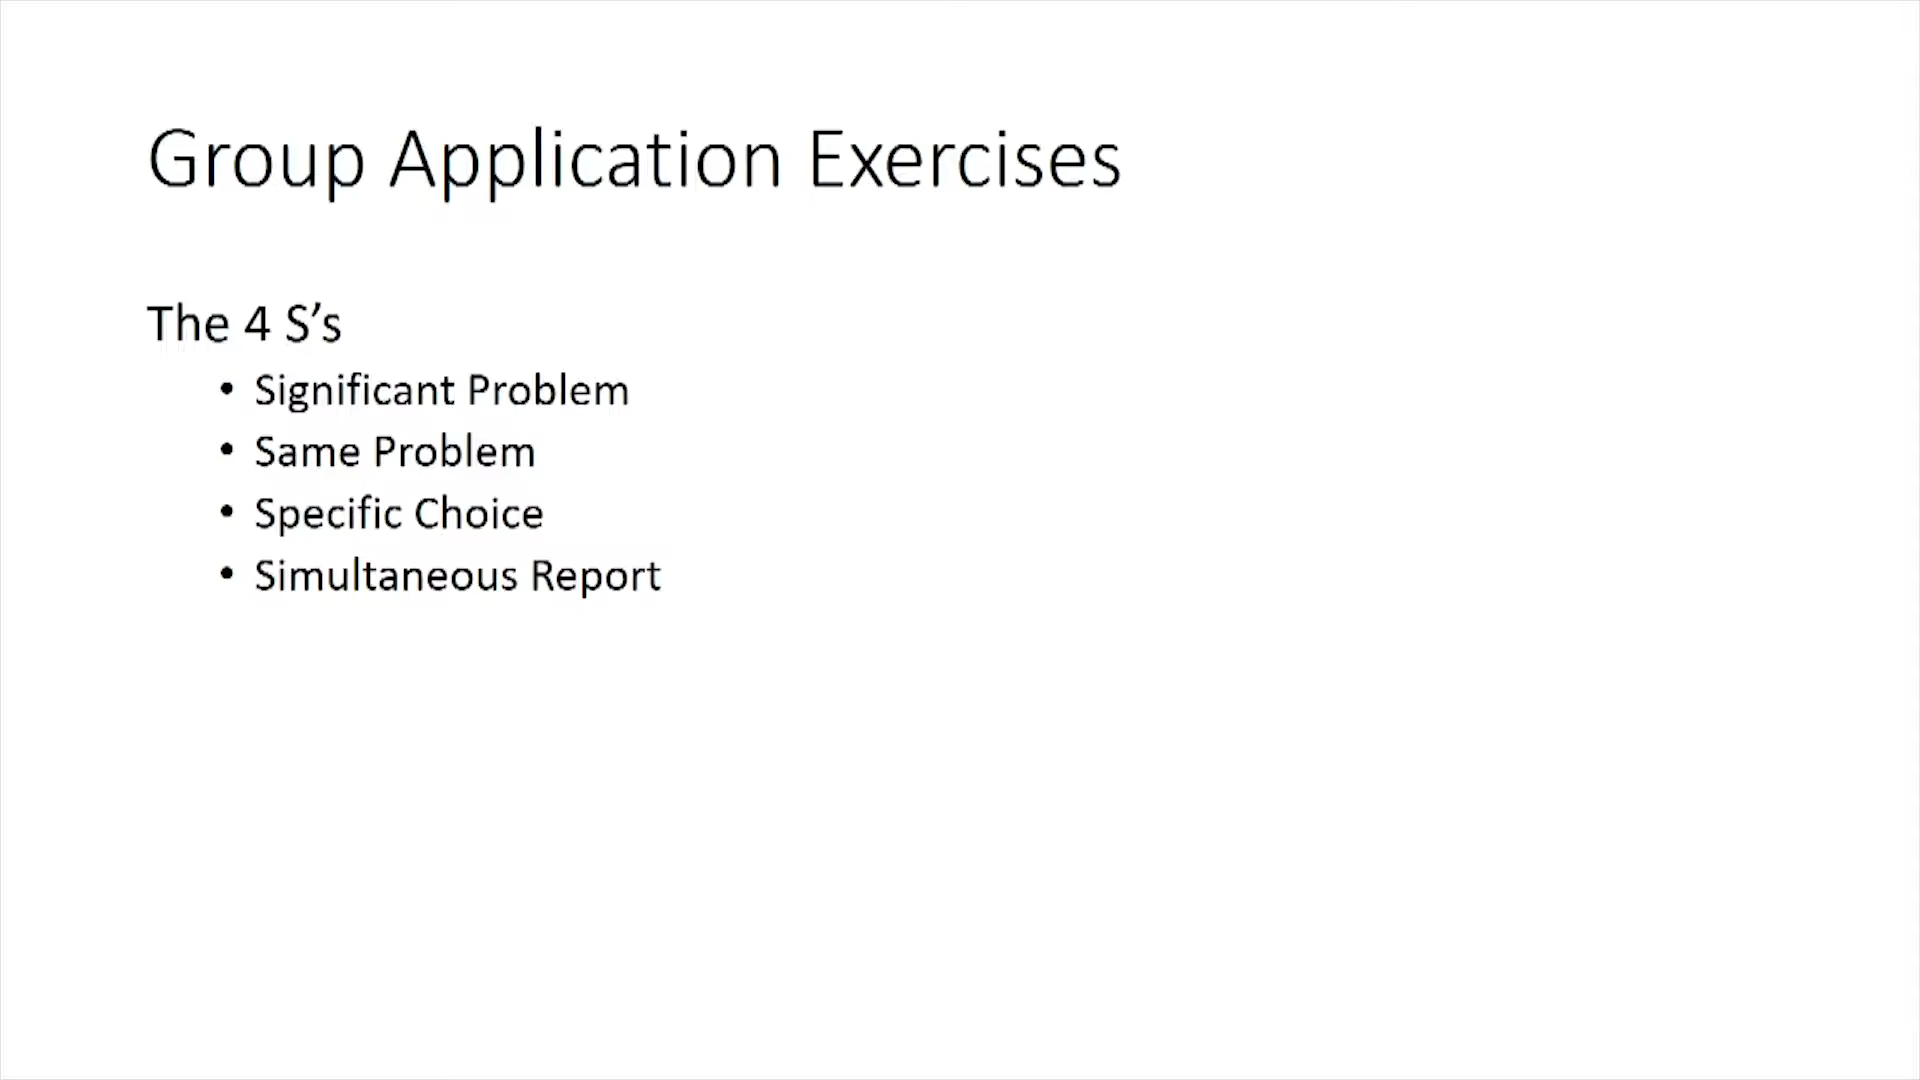 Group Application Exercises
The 4 S’s
• Significant Problem
• Same Problem
• Specific Choice
• Simultaneous Report